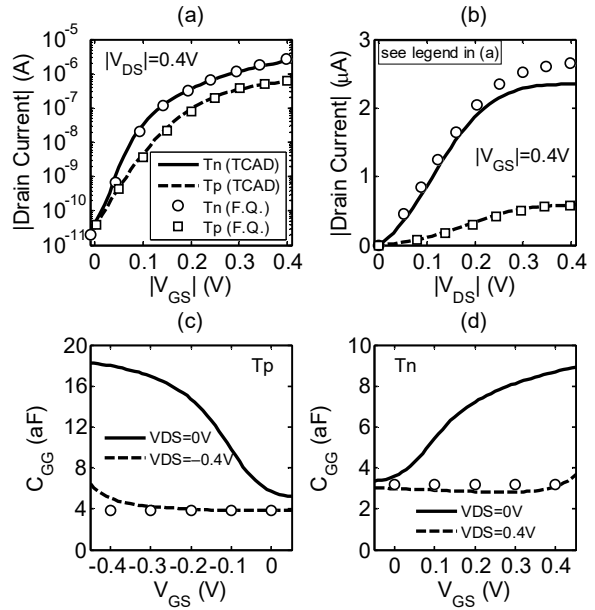 (a)
|Drain Current| (A)
10^-5
10^-6
10^-7
10^-8
10^-9
10^-10
10^-11
|V_DS|=0.4V
Tn (TCAD)
Tp (TCAD)
Tn (F.Q.)
Tp (F.Q.)
0 0.1 0.2 0.3 0.4
|V_GS| (V)
(b)
|Drain Current| (μA)
3
2
1
0
see legend in (a)
|V_GS|=0.4V
0 0.1 0.2 0.3 0.4
|V_DS| (V)
(c)
C_GG (aF)
20
16
12
8
4
0
Tp
VDS=0V
VDS=−0.4V
-0.4 -0.3 -0.2 -0.1 0
V_GS (V)
(d)
C_GG (aF)
10
8
6
4
2
0
Tn
VDS=0V
VDS=0.4V
0 0.1 0.2 0.3 0.4
V_GS (V)